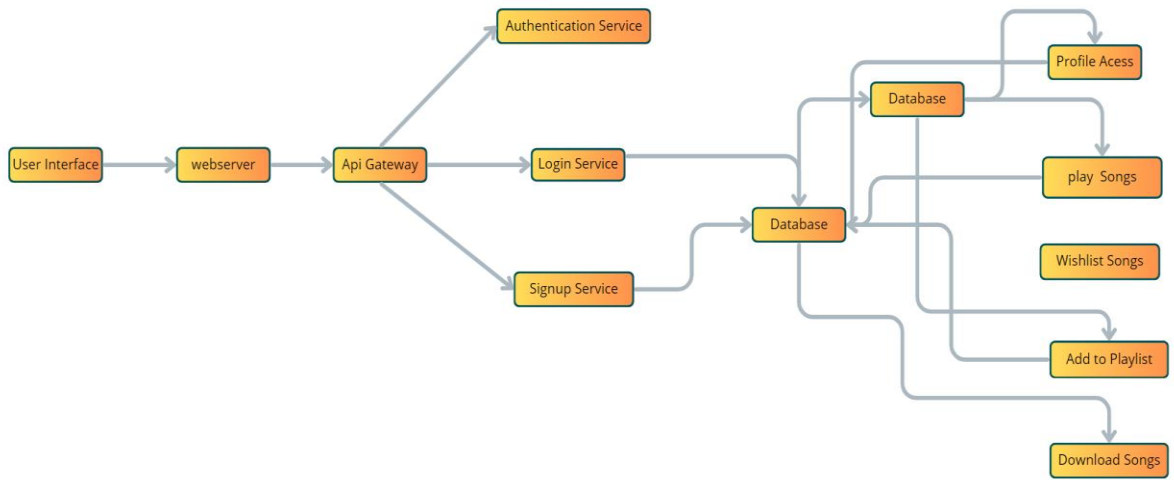 Authentication Service
Profile Acess
Database
User Interface
webserver
Api Gateway
Login Service
play Songs
Database
Wishlist Songs
Signup Service
Add to Playlist
Download Songs